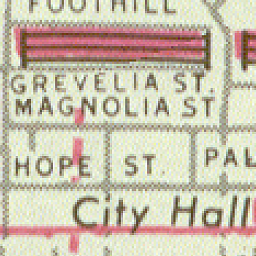 FOOTHILL
GREVELIA ST.
MAGNOLIA ST
HOPE ST. PAL
City Hall